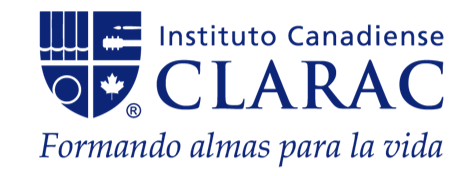 Instituto Canadiense
CLARAC
®
Formando almas para la vida